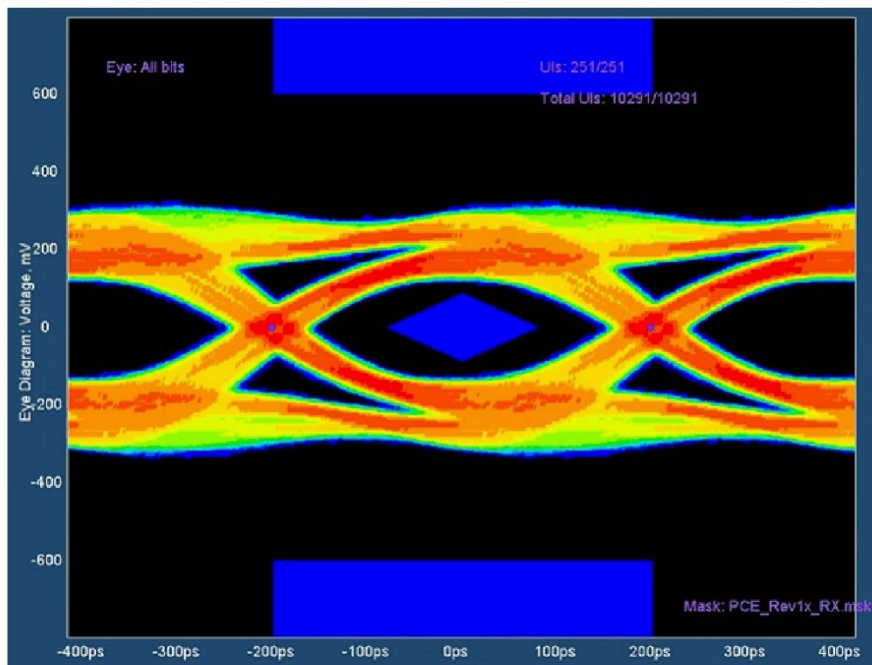 Eye: All bits
UIs: 251/251
Total UIs: 10291/10291
600
400
200
0
-200
-400
-600
Eye Diagram: Voltage, mV
Mask: PCE_Rev1x_RX.msk
-400ps -300ps -200ps -100ps 0ps 100ps 200ps 300ps 400ps